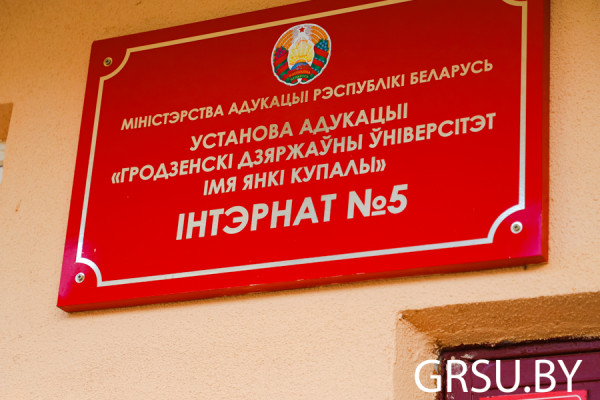 МІНІСТЭРСТВА АДУКАЦЫІ РЭСПУБЛІКІ БЕЛАРУСЬ
УСТАНОВА АДУКАЦЫІ
«ГРОДЗЕНСКІ ДЗЯРЖАЎНЫ ЎНІВЕРСІТЭТ
ІМЯ ЯНКІ КУПАЛЫ»
ІНТЭРНАТ №5
GRSU.BY